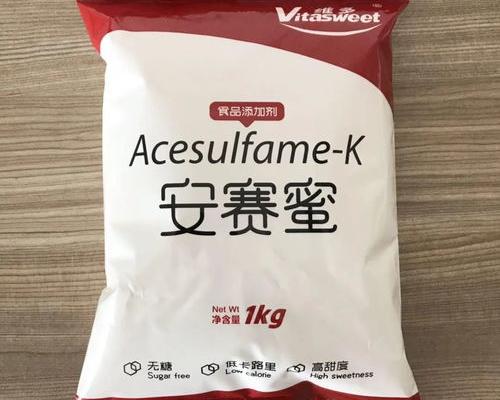 维多
Vitasweet
食品添加剂
Acesulfame-K
安赛蜜
Net Wt
净含量 1kg
无糖 低卡路里 高甜度
Sugar free Low calorie High sweetness